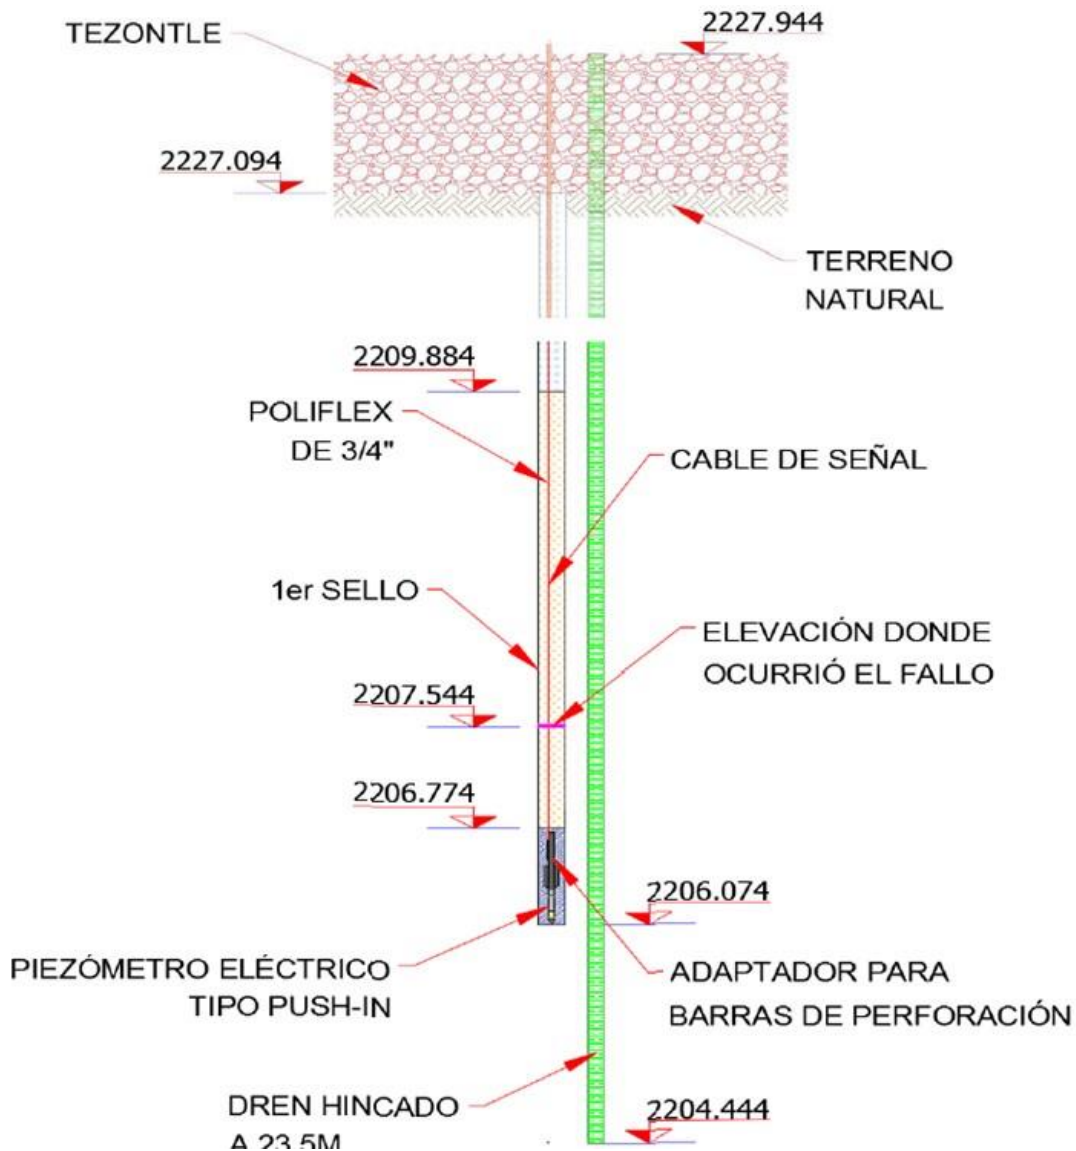 TEZONTLE
2227.944
2227.094
TERRENO
NATURAL
2209.884
POLIFLEX
DE 3/4"
CABLE DE SEÑAL
1er SELLO
ELEVACIÓN DONDE
OCURRIÓ EL FALLO
2207.544
2206.774
2206.074
PIEZÓMETRO ELÉCTRICO
TIPO PUSH-IN
ADAPTADOR PARA
BARRAS DE PERFORACIÓN
DREN HINCADO
A 23.5M
2204.444